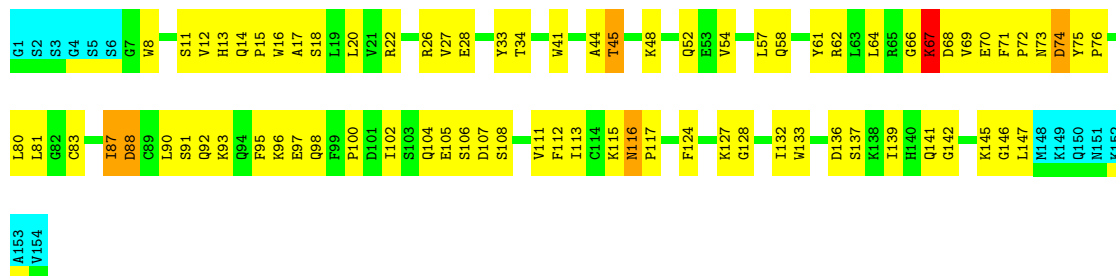 G1 S2 S3 G4 S5 S6 G7 W8 S11 V12 H13 Q14 P15 W16 A17 S18 L19 L20 V21 R22 R26 V27 E28 Y33 T34 W41 A44 T45 K48 Q52 E53 V54 L57 Q58 Y61 R62 L63 L64 R65 Y66 K67 D68 V69 E70 F71 P72 N73 D74 Y75 P76
L80 L81 G82 C83 I87 D88 C89 L90 S91 Q92 K93 Q94 F95 K96 E97 Q98 F99 P100 D101 I102 S103 Q104 E105 S106 D107 S108 V111 F112 I113 C114 K115 N116 P117 F124 K127 G128 I132 W133 D136 S137 K138 I139 H140 Q141 G142 K145 G146 L147 M148 K149 Q150 N151 K152
A153 V154